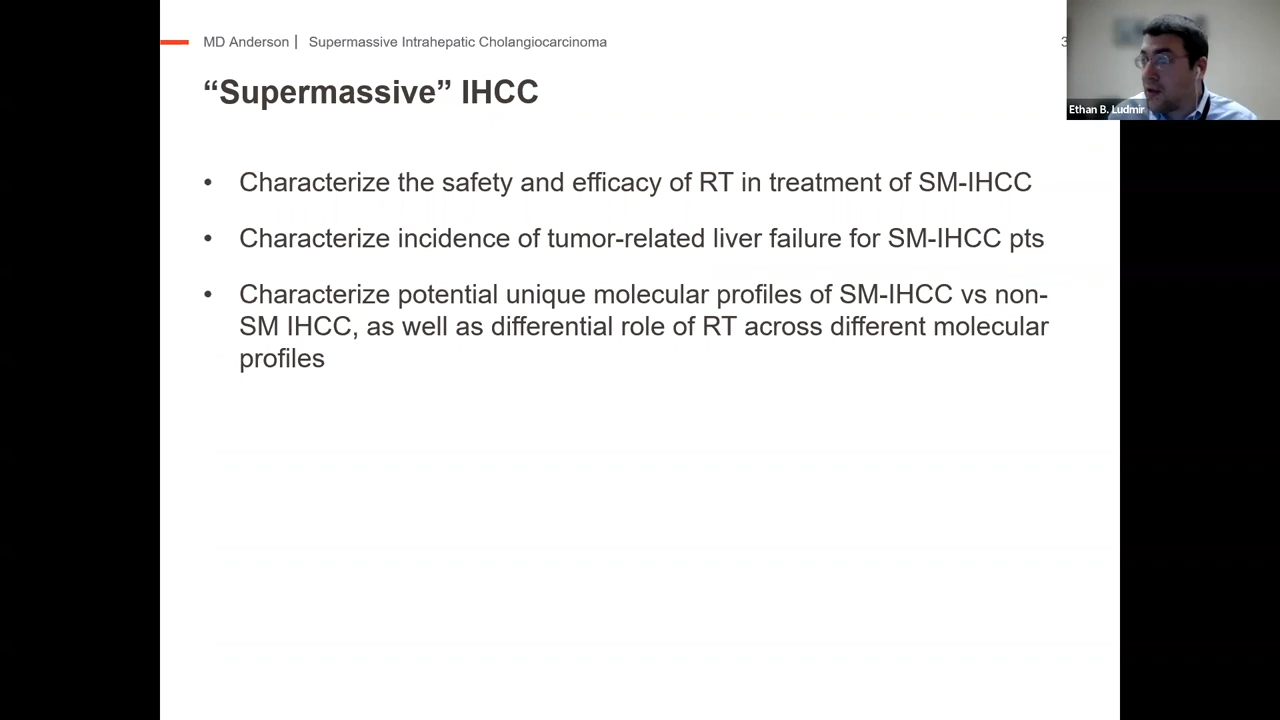 MD Anderson | Supermassive Intrahepatic Cholangiocarcinoma
3
“Supermassive” IHCC
• Characterize the safety and efficacy of RT in treatment of SM-IHCC
• Characterize incidence of tumor-related liver failure for SM-IHCC pts
• Characterize potential unique molecular profiles of SM-IHCC vs non-
SM IHCC, as well as differential role of RT across different molecular
profiles
Ethan B. Ludmir